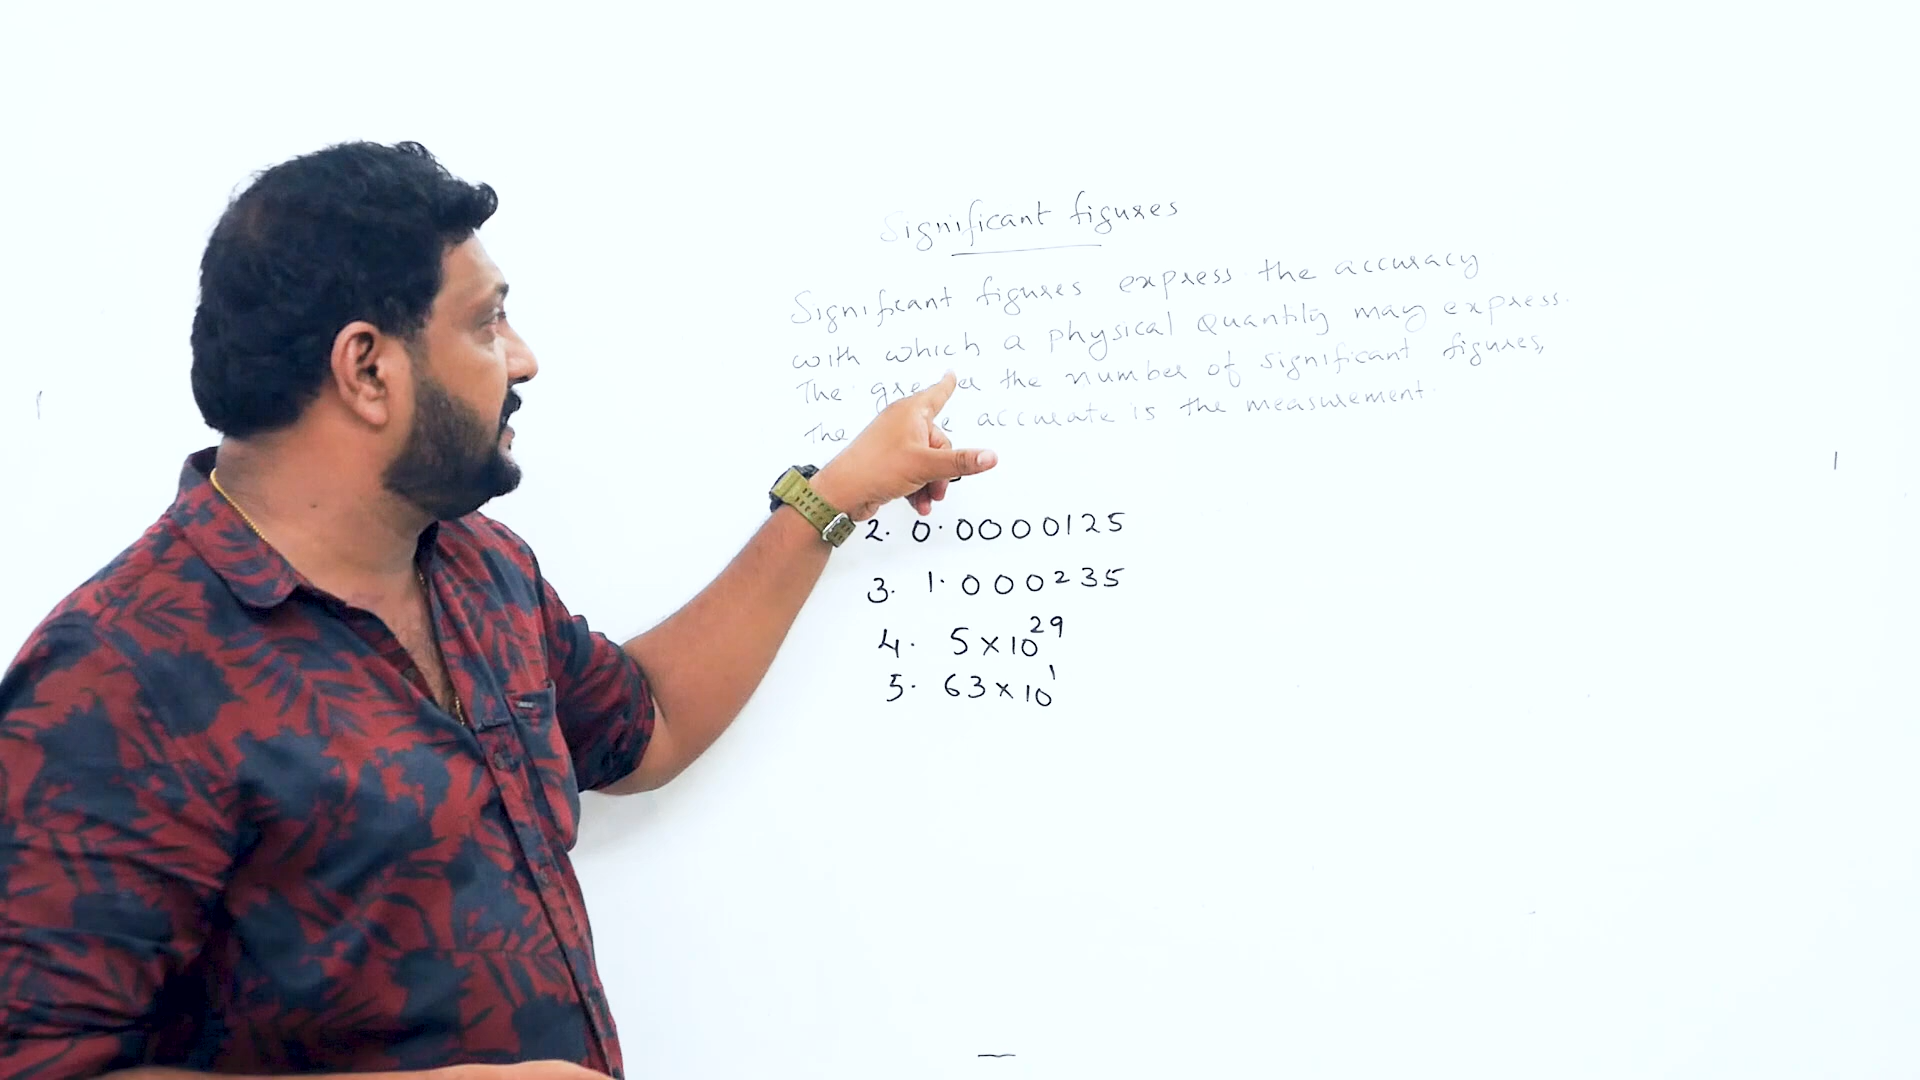 Significant figures
Significant figures express the accuracy
with which a physical Quantity may express.
The the number of significant figures,
The accurate is the measurement.
2. 0.0000125
3. 1.000235
4. 5×10²⁹
5. 63×10¹